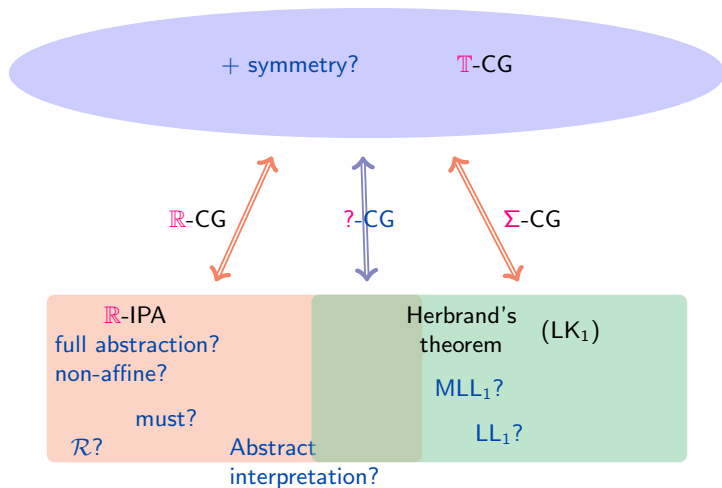 + symmetry? 𝕋-CG
ℝ-CG ?-CG Σ-CG
ℝ-IPA
full abstraction?
non-affine?
must?
ℛ?
Abstract
interpretation?
Herbrand's
theorem
(LK₁)
MLL₁?
LL₁?